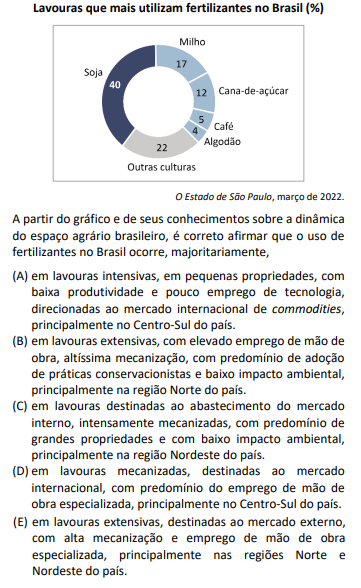 Lavouras que mais utilizam fertilizantes no Brasil (%)
Milho
17
Soja
40
12
Cana-de-açúcar
5
Café
4
Algodão
22
Outras culturas
O Estado de São Paulo, março de 2022.
A partir do gráfico e de seus conhecimentos sobre a dinâmica
do espaço agrário brasileiro, é correto afirmar que o uso de
fertilizantes no Brasil ocorre, majoritariamente,
(A) em lavouras intensivas, em pequenas propriedades, com
baixa produtividade e pouco emprego de tecnologia,
direcionadas ao mercado internacional de commodities,
principalmente no Centro-Sul do país.
(B) em lavouras extensivas, com elevado emprego de mão de
obra, altíssima mecanização, com predomínio de adoção
de práticas conservacionistas e baixo impacto ambiental,
principalmente na região Norte do país.
(C) em lavouras destinadas ao abastecimento do mercado
interno, intensamente mecanizadas, com predomínio de
grandes propriedades e com baixo impacto ambiental,
principalmente na região Nordeste do país.
(D) em lavouras mecanizadas, destinadas ao mercado
internacional, com predomínio do emprego de mão de
obra especializada, principalmente no Centro-Sul do país.
(E) em lavouras extensivas, destinadas ao mercado externo,
com alta mecanização e emprego de mão de obra
especializada, principalmente nas regiões Norte e
Nordeste do país.